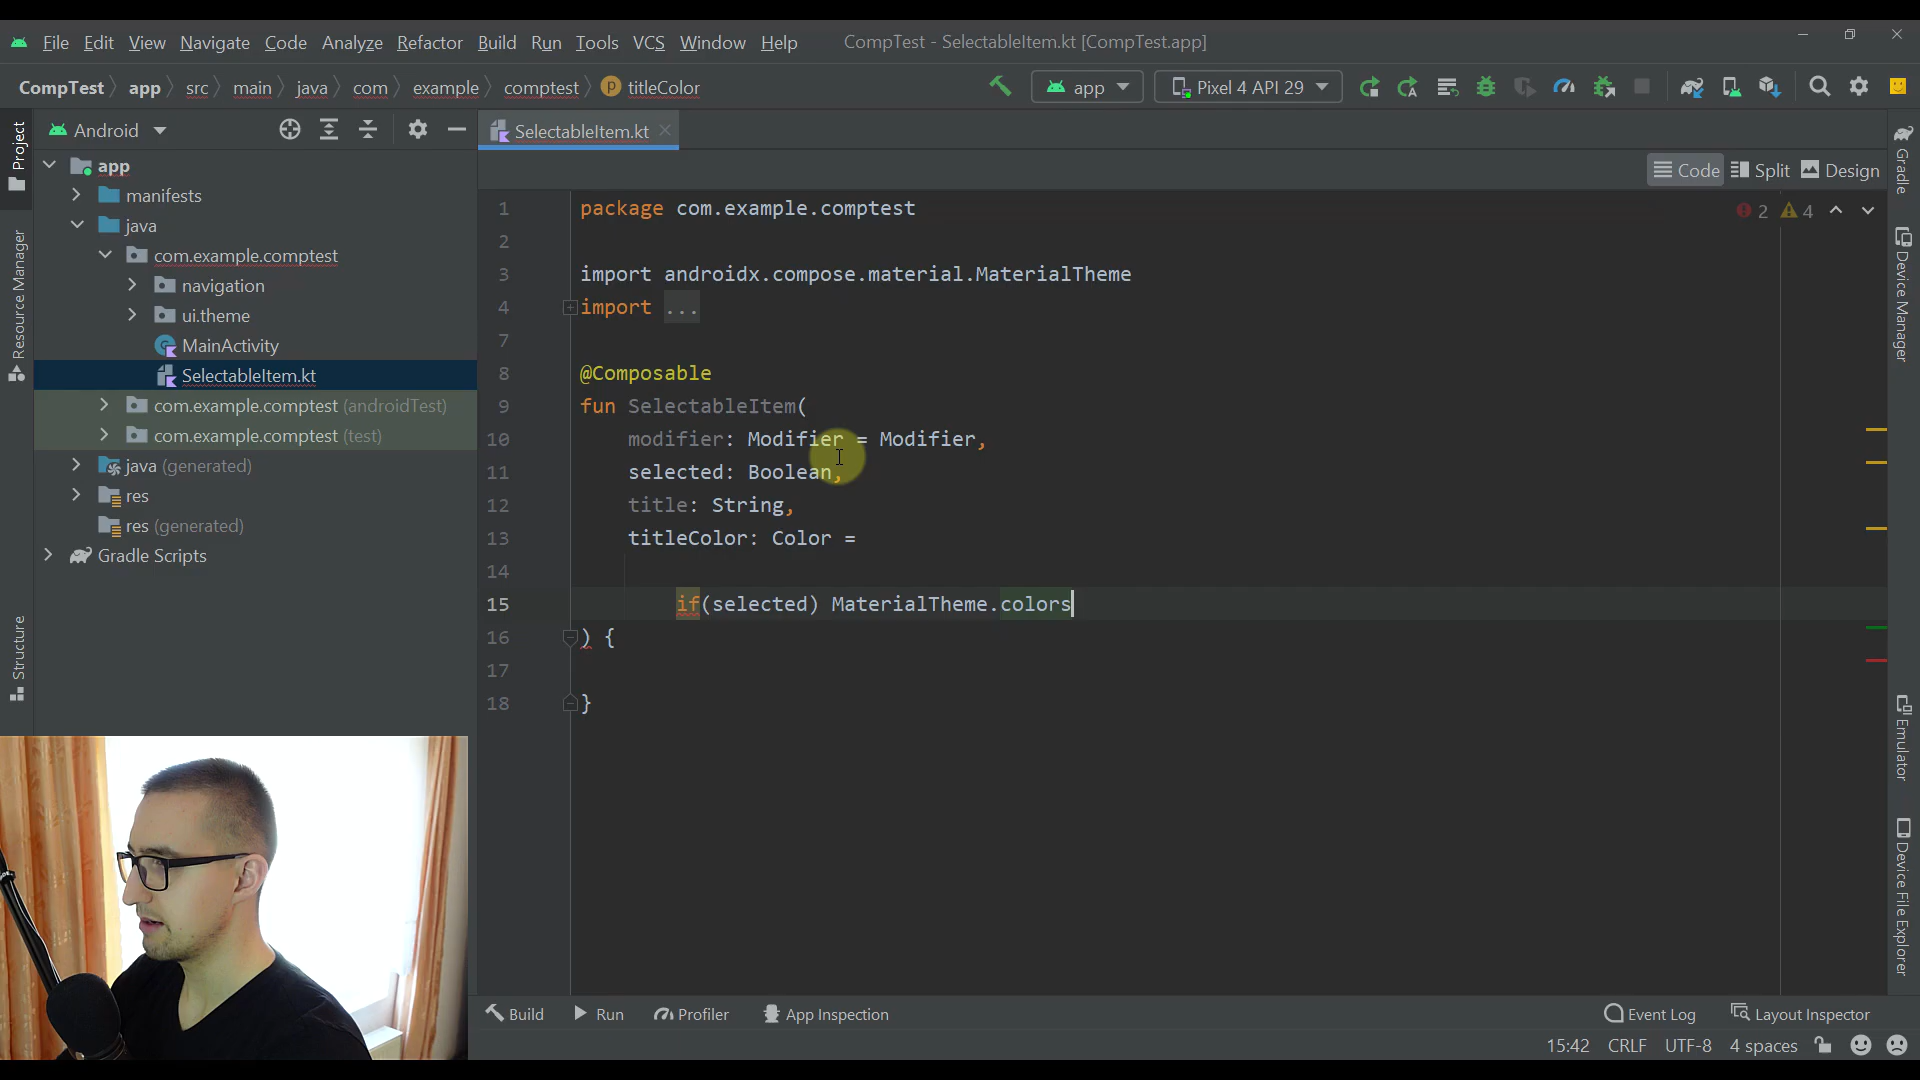 File Edit View Navigate Code Analyze Refactor Build Run Tools VCS Window Help CompTest - SelectableItem.kt [CompTest.app]
CompTest app src main java com example comptest titleColor app Pixel 4 API 29
Android
SelectableItem.kt
Code Split Design
Project
Resource Manager
Structure
app
manifests
java
com.example.comptest
navigation
ui.theme
MainActivity
SelectableItem.kt
com.example.comptest (androidTest)
com.example.comptest (test)
java (generated)
res
res (generated)
Gradle Scripts
2 4
1 package com.example.comptest
2
3 import androidx.compose.material.MaterialTheme
4 import ...
7
8 @Composable
9 fun SelectableItem(
10 modifier: Modifier = Modifier,
11 selected: Boolean,
12 title: String,
13 titleColor: Color =
14
15 if(selected) MaterialTheme.colors
16 ) {
17
18 }
Gradle
Device Manager
Emulator
Device File Explorer
Build Run Profiler App Inspection Event Log Layout Inspector
15:42 CRLF UTF-8 4 spaces